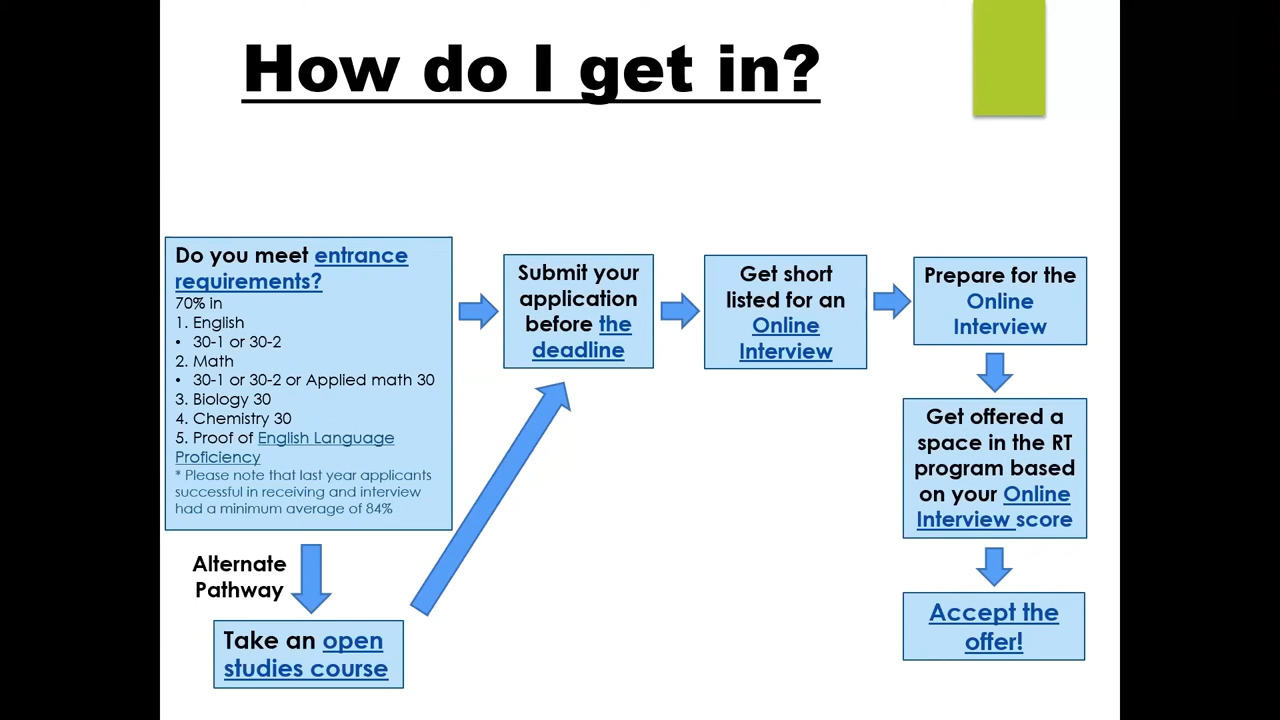 How do I get in?
Do you meet entrance
requirements?
70% in
1. English
• 30-1 or 30-2
2. Math
• 30-1 or 30-2 or Applied math 30
3. Biology 30
4. Chemistry 30
5. Proof of English Language
Proficiency
* Please note that last year applicants
successful in receiving and interview
had a minimum average of 84%
Alternate
Pathway
Take an open
studies course
Submit your
application
before the
deadline
Get short
listed for an
Online
Interview
Prepare for the
Online
Interview
Get offered a
space in the RT
program based
on your Online
Interview score
Accept the
offer!